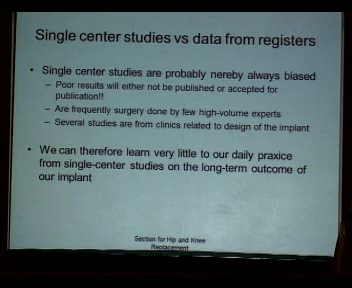 Single center studies vs data from registers
• Single center studies are probably nereby always biased
– Poor results will either not be published or accepted for
publication!!
– Are frequently surgery done by few high-volume experts
– Several studies are from clinics related to design of the implant
• We can therefore learn very little to our daily praxice
from single-center studies on the long-term outcome of
our implant
Section for Hip and Knee
Replacement